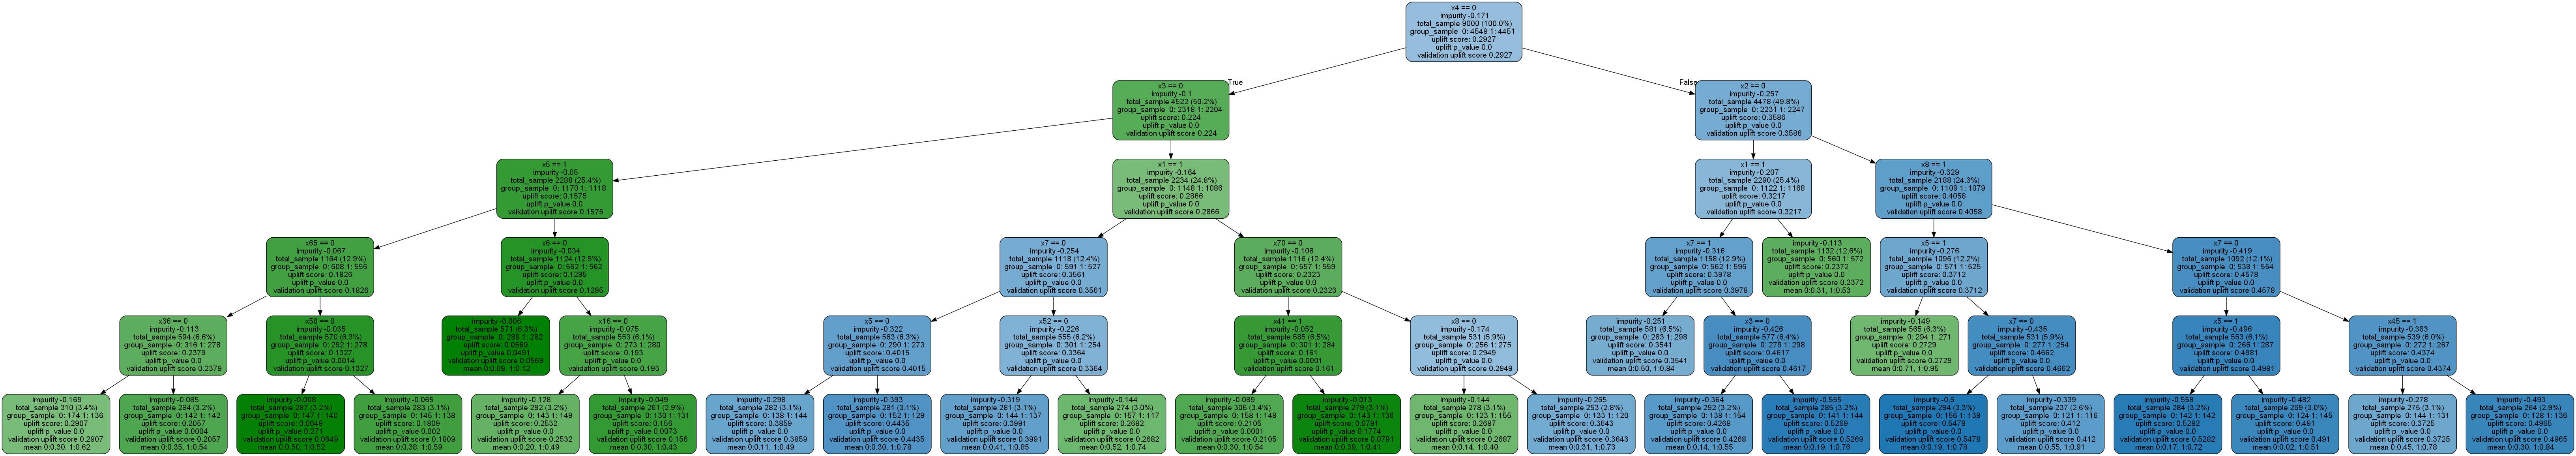 x4 == 0
impurity -0.171
total_sample 9000 (100.0%)
group_sample 0: 4549 1: 4451
uplift score: 0.2927
uplift p_value 0.0
validation uplift score 0.2927
True
False
x3 == 0
impurity -0.1
total_sample 4522 (50.2%)
group_sample 0: 2318 1: 2204
uplift score: 0.224
uplift p_value 0.0
validation uplift score 0.224
x2 == 0
impurity -0.257
total_sample 4478 (49.8%)
group_sample 0: 2231 1: 2247
uplift score: 0.3586
uplift p_value 0.0
validation uplift score 0.3586
x5 == 1
impurity -0.05
total_sample 2288 (25.4%)
group_sample 0: 1170 1: 1118
uplift score: 0.1575
uplift p_value 0.0
validation uplift score 0.1575
x1 == 1
impurity -0.164
total_sample 2234 (24.8%)
group_sample 0: 1148 1: 1086
uplift score: 0.2866
uplift p_value 0.0
validation uplift score 0.2866
x1 == 1
impurity -0.207
total_sample 2290 (25.4%)
group_sample 0: 1122 1: 1168
uplift score: 0.3217
uplift p_value 0.0
validation uplift score 0.3217
x8 == 1
impurity -0.329
total_sample 2188 (24.3%)
group_sample 0: 1109 1: 1079
uplift score: 0.4058
uplift p_value 0.0
validation uplift score 0.4058
x65 == 0
impurity -0.067
total_sample 1164 (12.9%)
group_sample 0: 608 1: 556
uplift score: 0.1826
uplift p_value 0.0
validation uplift score 0.1826
x6 == 0
impurity -0.034
total_sample 1124 (12.5%)
group_sample 0: 562 1: 562
uplift score: 0.1295
uplift p_value 0.0
validation uplift score 0.1295
x7 == 0
impurity -0.254
total_sample 1118 (12.4%)
group_sample 0: 591 1: 527
uplift score: 0.3561
uplift p_value 0.0
validation uplift score 0.3561
x70 == 0
impurity -0.108
total_sample 1116 (12.4%)
group_sample 0: 557 1: 559
uplift score: 0.2323
uplift p_value 0.0
validation uplift score 0.2323
x7 == 1
impurity -0.316
total_sample 1158 (12.9%)
group_sample 0: 562 1: 596
uplift score: 0.3978
uplift p_value 0.0
validation uplift score 0.3978
impurity -0.113
total_sample 1132 (12.6%)
group_sample 0: 560 1: 572
uplift score: 0.2372
uplift p_value 0.0
validation uplift score 0.2372
mean 0:0.31, 1:0.53
x5 == 1
impurity -0.276
total_sample 1096 (12.2%)
group_sample 0: 571 1: 525
uplift score: 0.3712
uplift p_value 0.0
validation uplift score 0.3712
x7 == 0
impurity -0.419
total_sample 1092 (12.1%)
group_sample 0: 538 1: 554
uplift score: 0.4578
uplift p_value 0.0
validation uplift score 0.4578
x36 == 0
impurity -0.113
total_sample 594 (6.6%)
group_sample 0: 316 1: 278
uplift score: 0.2379
uplift p_value 0.0
validation uplift score 0.2379
x58 == 0
impurity -0.035
total_sample 570 (6.3%)
group_sample 0: 292 1: 278
uplift score: 0.1327
uplift p_value 0.0014
validation uplift score 0.1327
impurity -0.006
total_sample 571 (6.3%)
group_sample 0: 289 1: 282
uplift score: 0.0569
uplift p_value 0.0491
validation uplift score 0.0569
mean 0:0.09, 1:0.12
x16 == 0
impurity -0.075
total_sample 553 (6.1%)
group_sample 0: 273 1: 280
uplift score: 0.193
uplift p_value 0.0
validation uplift score 0.193
x5 == 0
impurity -0.322
total_sample 563 (6.3%)
group_sample 0: 290 1: 273
uplift score: 0.4015
uplift p_value 0.0
validation uplift score 0.4015
x52 == 0
impurity -0.226
total_sample 555 (6.2%)
group_sample 0: 301 1: 254
uplift score: 0.3364
uplift p_value 0.0
validation uplift score 0.3364
x41 == 1
impurity -0.052
total_sample 585 (6.5%)
group_sample 0: 301 1: 284
uplift score: 0.161
uplift p_value 0.0001
validation uplift score 0.161
x8 == 0
impurity -0.174
total_sample 531 (5.9%)
group_sample 0: 256 1: 275
uplift score: 0.2949
uplift p_value 0.0
validation uplift score 0.2949
impurity -0.251
total_sample 581 (6.5%)
group_sample 0: 283 1: 298
uplift score: 0.3541
uplift p_value 0.0
validation uplift score 0.3541
mean 0:0.50, 1:0.84
x3 == 0
impurity -0.426
total_sample 577 (6.4%)
group_sample 0: 279 1: 298
uplift score: 0.4617
uplift p_value 0.0
validation uplift score 0.4617
impurity -0.149
total_sample 565 (6.3%)
group_sample 0: 294 1: 271
uplift score: 0.2729
uplift p_value 0.0
validation uplift score 0.2729
mean 0:0.71, 1:0.95
x7 == 0
impurity -0.435
total_sample 531 (5.9%)
group_sample 0: 277 1: 254
uplift score: 0.4662
uplift p_value 0.0
validation uplift score 0.4662
x5 == 1
impurity -0.496
total_sample 553 (6.1%)
group_sample 0: 266 1: 287
uplift score: 0.4981
uplift p_value 0.0
validation uplift score 0.4981
x45 == 1
impurity -0.383
total_sample 539 (6.0%)
group_sample 0: 272 1: 267
uplift score: 0.4374
uplift p_value 0.0
validation uplift score 0.4374
impurity -0.169
total_sample 310 (3.4%)
group_sample 0: 174 1: 136
uplift score: 0.2907
uplift p_value 0.0
validation uplift score 0.2907
mean 0:0.30, 1:0.62
impurity -0.085
total_sample 284 (3.2%)
group_sample 0: 142 1: 142
uplift score: 0.2057
uplift p_value 0.0004
validation uplift score 0.2057
mean 0:0.35, 1:0.54
impurity -0.008
total_sample 287 (3.2%)
group_sample 0: 147 1: 140
uplift score: 0.0649
uplift p_value 0.271
validation uplift score 0.0649
mean 0:0.50, 1:0.52
impurity -0.065
total_sample 283 (3.1%)
group_sample 0: 145 1: 138
uplift score: 0.1809
uplift p_value 0.002
validation uplift score 0.1809
mean 0:0.38, 1:0.59
impurity -0.128
total_sample 292 (3.2%)
group_sample 0: 143 1: 149
uplift score: 0.2532
uplift p_value 0.0
validation uplift score 0.2532
mean 0:0.20, 1:0.49
impurity -0.049
total_sample 261 (2.9%)
group_sample 0: 130 1: 131
uplift score: 0.156
uplift p_value 0.0073
validation uplift score 0.156
mean 0:0.30, 1:0.43
impurity -0.298
total_sample 282 (3.1%)
group_sample 0: 138 1: 144
uplift score: 0.3859
uplift p_value 0.0
validation uplift score 0.3859
mean 0:0.11, 1:0.49
impurity -0.393
total_sample 281 (3.1%)
group_sample 0: 152 1: 129
uplift score: 0.4435
uplift p_value 0.0
validation uplift score 0.4435
mean 0:0.30, 1:0.78
impurity -0.319
total_sample 281 (3.1%)
group_sample 0: 144 1: 137
uplift score: 0.3991
uplift p_value 0.0
validation uplift score 0.3991
mean 0:0.41, 1:0.85
impurity -0.144
total_sample 274 (3.0%)
group_sample 0: 157 1: 117
uplift score: 0.2682
uplift p_value 0.0
validation uplift score 0.2682
mean 0:0.52, 1:0.74
impurity -0.089
total_sample 306 (3.4%)
group_sample 0: 158 1: 148
uplift score: 0.2105
uplift p_value 0.0001
validation uplift score 0.2105
mean 0:0.30, 1:0.54
impurity -0.013
total_sample 279 (3.1%)
group_sample 0: 143 1: 136
uplift score: 0.0791
uplift p_value 0.1774
validation uplift score 0.0791
mean 0:0.39, 1:0.41
impurity -0.144
total_sample 278 (3.1%)
group_sample 0: 123 1: 155
uplift score: 0.2687
uplift p_value 0.0
validation uplift score 0.2687
mean 0:0.14, 1:0.40
impurity -0.265
total_sample 253 (2.8%)
group_sample 0: 133 1: 120
uplift score: 0.3643
uplift p_value 0.0
validation uplift score 0.3643
mean 0:0.31, 1:0.73
impurity -0.364
total_sample 292 (3.2%)
group_sample 0: 138 1: 154
uplift score: 0.4268
uplift p_value 0.0
validation uplift score 0.4268
mean 0:0.14, 1:0.55
impurity -0.555
total_sample 285 (3.2%)
group_sample 0: 141 1: 144
uplift score: 0.5269
uplift p_value 0.0
validation uplift score 0.5269
mean 0:0.19, 1:0.76
impurity -0.6
total_sample 294 (3.3%)
group_sample 0: 156 1: 138
uplift score: 0.5478
uplift p_value 0.0
validation uplift score 0.5478
mean 0:0.19, 1:0.78
impurity -0.339
total_sample 237 (2.6%)
group_sample 0: 121 1: 116
uplift score: 0.412
uplift p_value 0.0
validation uplift score 0.412
mean 0:0.55, 1:0.91
impurity -0.558
total_sample 284 (3.2%)
group_sample 0: 142 1: 142
uplift score: 0.5282
uplift p_value 0.0
validation uplift score 0.5282
mean 0:0.17, 1:0.72
impurity -0.482
total_sample 269 (3.0%)
group_sample 0: 124 1: 145
uplift score: 0.491
uplift p_value 0.0
validation uplift score 0.491
mean 0:0.02, 1:0.51
impurity -0.278
total_sample 275 (3.1%)
group_sample 0: 144 1: 131
uplift score: 0.3725
uplift p_value 0.0
validation uplift score 0.3725
mean 0:0.45, 1:0.78
impurity -0.493
total_sample 264 (2.9%)
group_sample 0: 128 1: 136
uplift score: 0.4965
uplift p_value 0.0
validation uplift score 0.4965
mean 0:0.30, 1:0.84